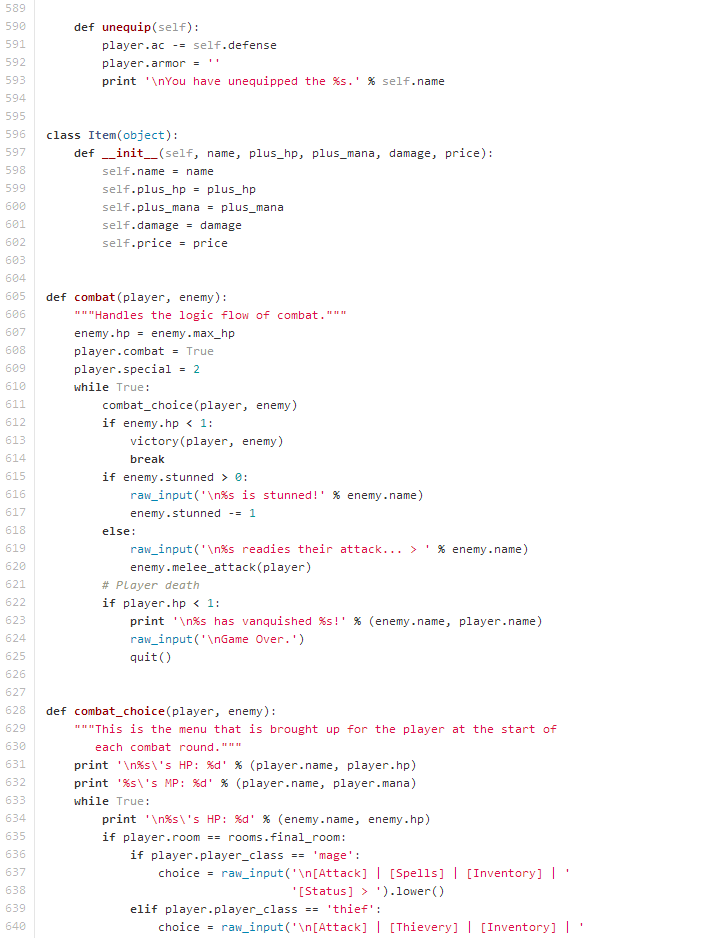 589
590     def unequip(self):
591         player.ac -= self.defense
592         player.armor = ''
593         print '\nYou have unequipped the %s.' % self.name
594
595
596 class Item(object):
597     def __init__(self, name, plus_hp, plus_mana, damage, price):
598         self.name = name
599         self.plus_hp = plus_hp
600         self.plus_mana = plus_mana
601         self.damage = damage
602         self.price = price
603
604
605 def combat(player, enemy):
606     """Handles the logic flow of combat."""
607     enemy.hp = enemy.max_hp
608     player.combat = True
609     player.special = 2
610     while True:
611         combat_choice(player, enemy)
612         if enemy.hp < 1:
613             victory(player, enemy)
614             break
615         if enemy.stunned > 0:
616             raw_input('\n%s is stunned!' % enemy.name)
617             enemy.stunned -= 1
618         else:
619             raw_input('\n%s readies their attack... > ' % enemy.name)
620             enemy.melee_attack(player)
621         # Player death
622         if player.hp < 1:
623             print '\n%s has vanquished %s!' % (enemy.name, player.name)
624             raw_input('\nGame Over.')
625             quit()
626
627
628 def combat_choice(player, enemy):
629     """This is the menu that is brought up for the player at the start of
630        each combat round."""
631     print '\n%s\'s HP: %d' % (player.name, player.hp)
632     print '%s\'s MP: %d' % (player.name, player.mana)
633     while True:
634         print '\n%s\'s HP: %d' % (enemy.name, enemy.hp)
635         if player.room == rooms.final_room:
636             if player.player_class == 'mage':
637                 choice = raw_input('\n[Attack] | [Spells] | [Inventory] | '
638                                    '[Status] > ').lower()
639             elif player.player_class == 'thief':
640                 choice = raw_input('\n[Attack] | [Thievery] | [Inventory] | '